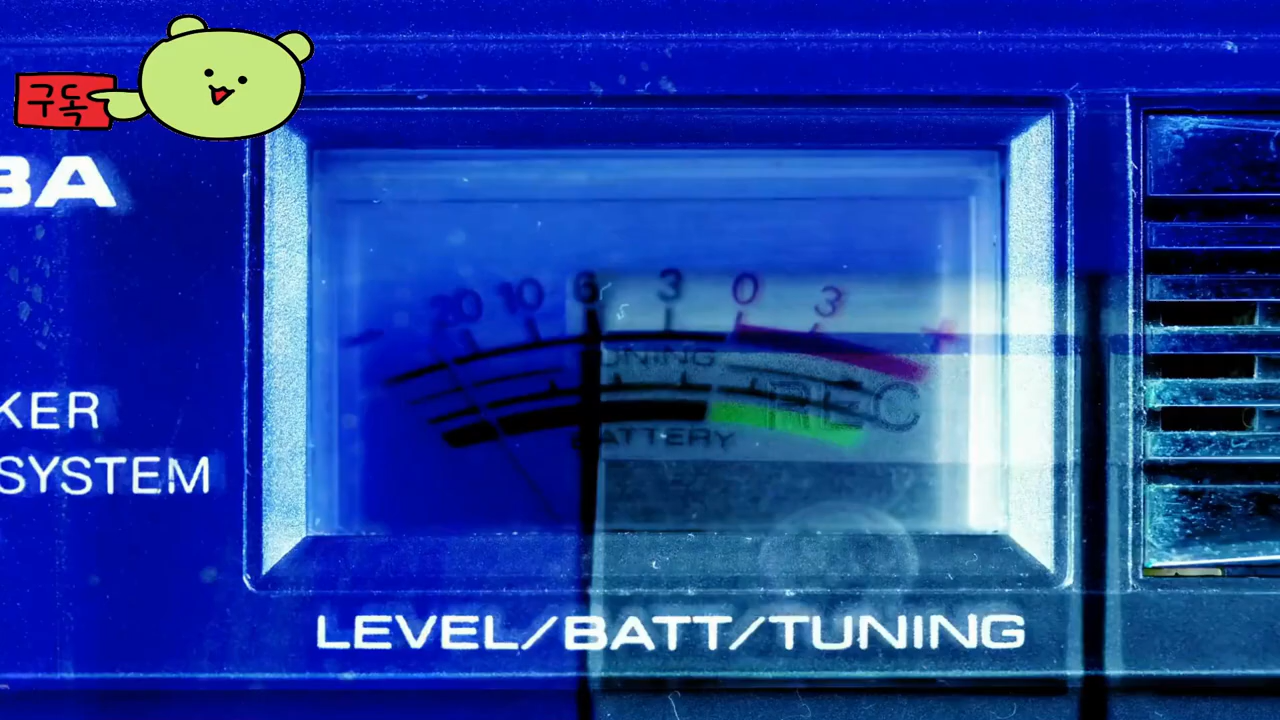 구독
BA
20 10 6 3 0 3 +
TUNING
REC
BATTERY
KER
SYSTEM
LEVEL/BATT/TUNING